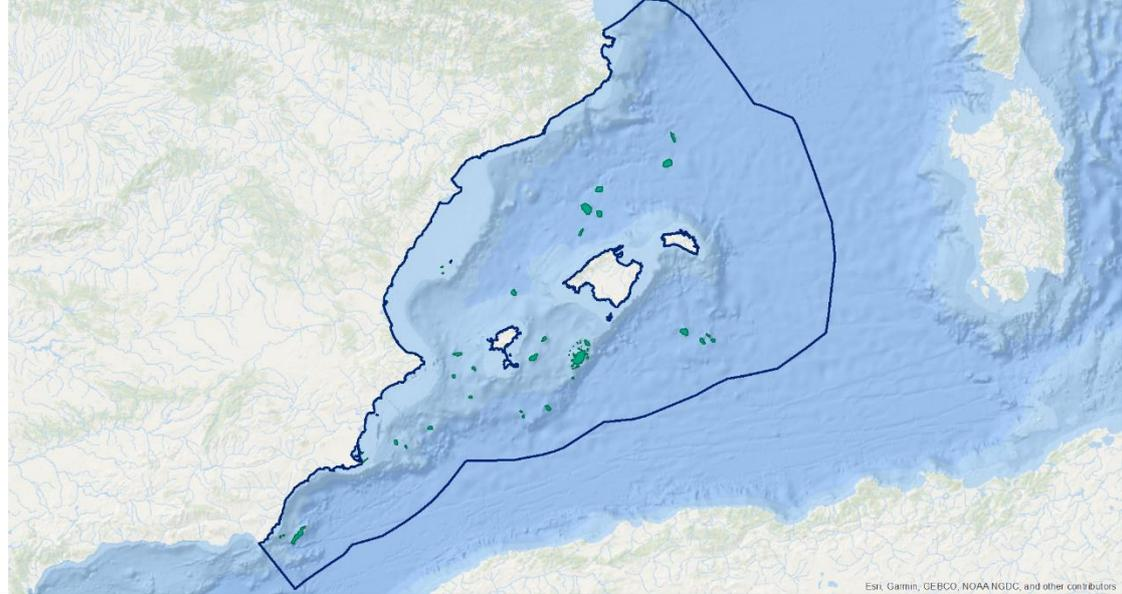 Esri, Garmin, GEBCO, NOAA NGDC, and other contributors